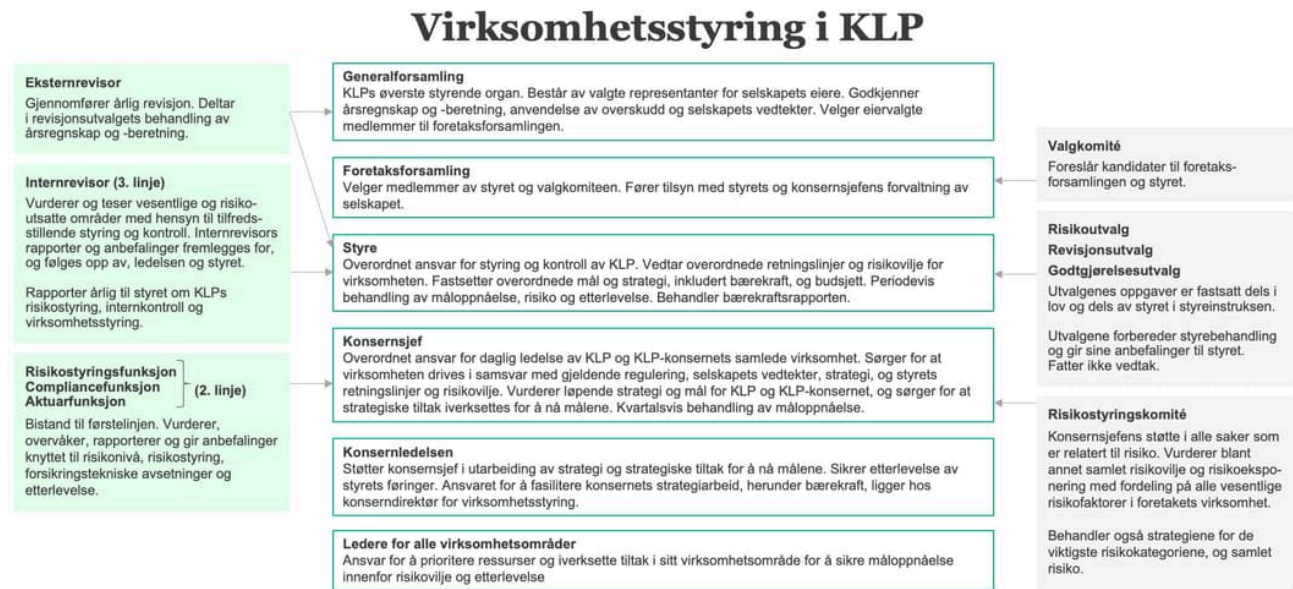 Virksomhetsstyring i KLP
Eksternrevisor
Gjennomfører årlig revisjon. Deltar
i revisjonsutvalgets behandling av
årsregnskap og -beretning.
Internrevisor (3. linje)
Vurderer og teser vesentlige og risiko-
utsatte områder med hensyn til tilfreds-
stillende styring og kontroll. Internrevisors
rapporter og anbefalinger fremlegges for,
og følges opp av, ledelsen og styret.
Rapporter årlig til styret om KLPs
risikostyring, internkontroll og
virksomhetsstyring.
Risikostyringsfunksjon
Compliancefunksjon
Aktuarfunksjon
(2. linje)
Bistand til førstelinjen. Vurderer,
overvåker, rapporterer og gir anbefalinger
knyttet til risikonivå, risikostyring,
forsikringstekniske avsetninger og
etterlevelse.
Generalforsamling
KLPs øverste styrende organ. Består av valgte representanter for selskapets eiere. Godkjenner
årsregnskap og -beretning, anvendelse av overskudd og selskapets vedtekter. Velger eiervalgte
medlemmer til foretaksforsamlingen.
Foretaksforsamling
Velger medlemmer av styret og valgkomiteen. Fører tilsyn med styrets og konsernsjefens forvaltning av
selskapet.
Styre
Overordnet ansvar for styring og kontroll av KLP. Vedtar overordnede retningslinjer og risikovilje for
virksomheten. Fastsetter overordnede mål og strategi, inkludert bærekraft, og budsjett. Periodevis
behandling av måloppnåelse, risiko og etterlevelse. Behandler bærekraftsrapporten.
Konsernsjef
Overordnet ansvar for daglig ledelse av KLP og KLP-konsernets samlede virksomhet. Sørger for at
virksomheten drives i samsvar med gjeldende regulering, selskapets vedtekter, strategi, og styrets
retningslinjer og risikovilje. Vurderer løpende strategi og mål for KLP og KLP-konsernet, og sørger for at
strategiske tiltak iverksettes for å nå målene. Kvartalsvis behandling av måloppnåelse.
Konsernledelsen
Støtter konsernsjef i utarbeiding av strategi og strategiske tiltak for å nå målene. Sikrer etterlevelse av
styrets føringer. Ansvaret for å fasilitere konsernets strategiarbeid, herunder bærekraft, ligger hos
konserndirektør for virksomhetsstyring.
Ledere for alle virksomhetsområder
Ansvar for å prioritere ressurser og iverksette tiltak i sitt virksomhetsområde for å sikre måloppnåelse
innenfor risikovilje og etterlevelse
Valgkomité
Foreslår kandidater til foretaks-
forsamlingen og styret.
Risikoutvalg
Revisjonsutvalg
Godtgjørelsesutvalg
Utvalgenes oppgaver er fastsatt dels i
lov og dels av styret i styreinstruksen.
Utvalgene forbereder styrebehandling
og gir sine anbefalinger til styret.
Fatter ikke vedtak.
Risikostyringskomité
Konsernsjefens støtte i alle saker som
er relatert til risiko. Vurderer blant
annet samlet risikovilje og risikoekspo-
nering med fordeling på alle vesentlige
risikofaktorer i foretakets virksomhet.
Behandler også strategiene for de
viktigste risikokategoriene, og samlet
risiko.